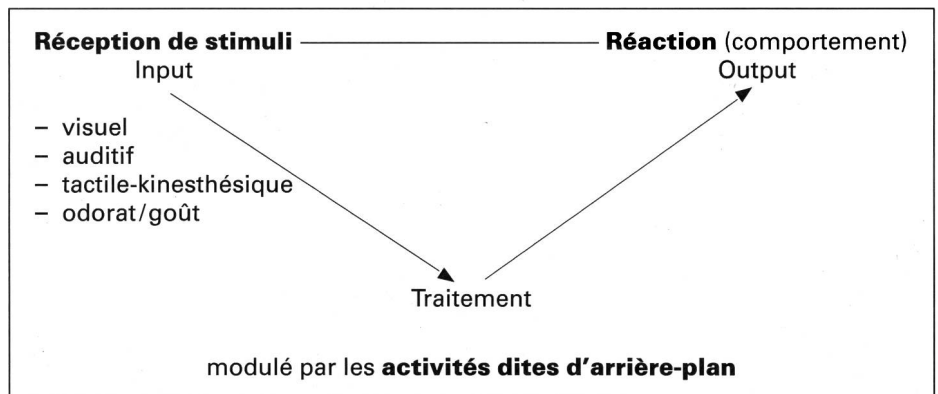 Réception de stimuli Réaction (comportement)
Input Output
– visuel
– auditif
– tactile-kinesthésique
– odorat/goût
Traitement
modulé par les activités dites d'arrière-plan